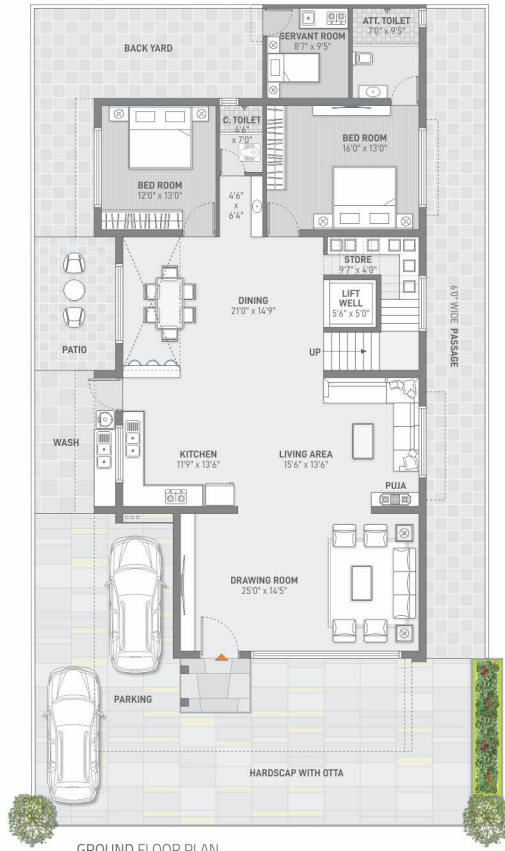 BACK YARD
SERVANT ROOM
8'7" x 9'5"
ATT. TOILET
7'0" x 9'5"
C. TOILET
4'6"
x 7'0"
BED ROOM
16'0" x 13'0"
BED ROOM
12'0" x 13'0"
4'6"
x
6'4"
STORE
9'7" x 4'0"
DINING
21'0" x 14'9"
LIFT
WELL
5'6" x 5'0"
6'0" WIDE PASSAGE
PATIO
UP
WASH
KITCHEN
11'9" x 13'6"
LIVING AREA
15'6" x 13'6"
PUJA
DRAWING ROOM
25'0" x 14'5"
PARKING
HARDSCAP WITH OTTA
GROUND FLOOR PLAN